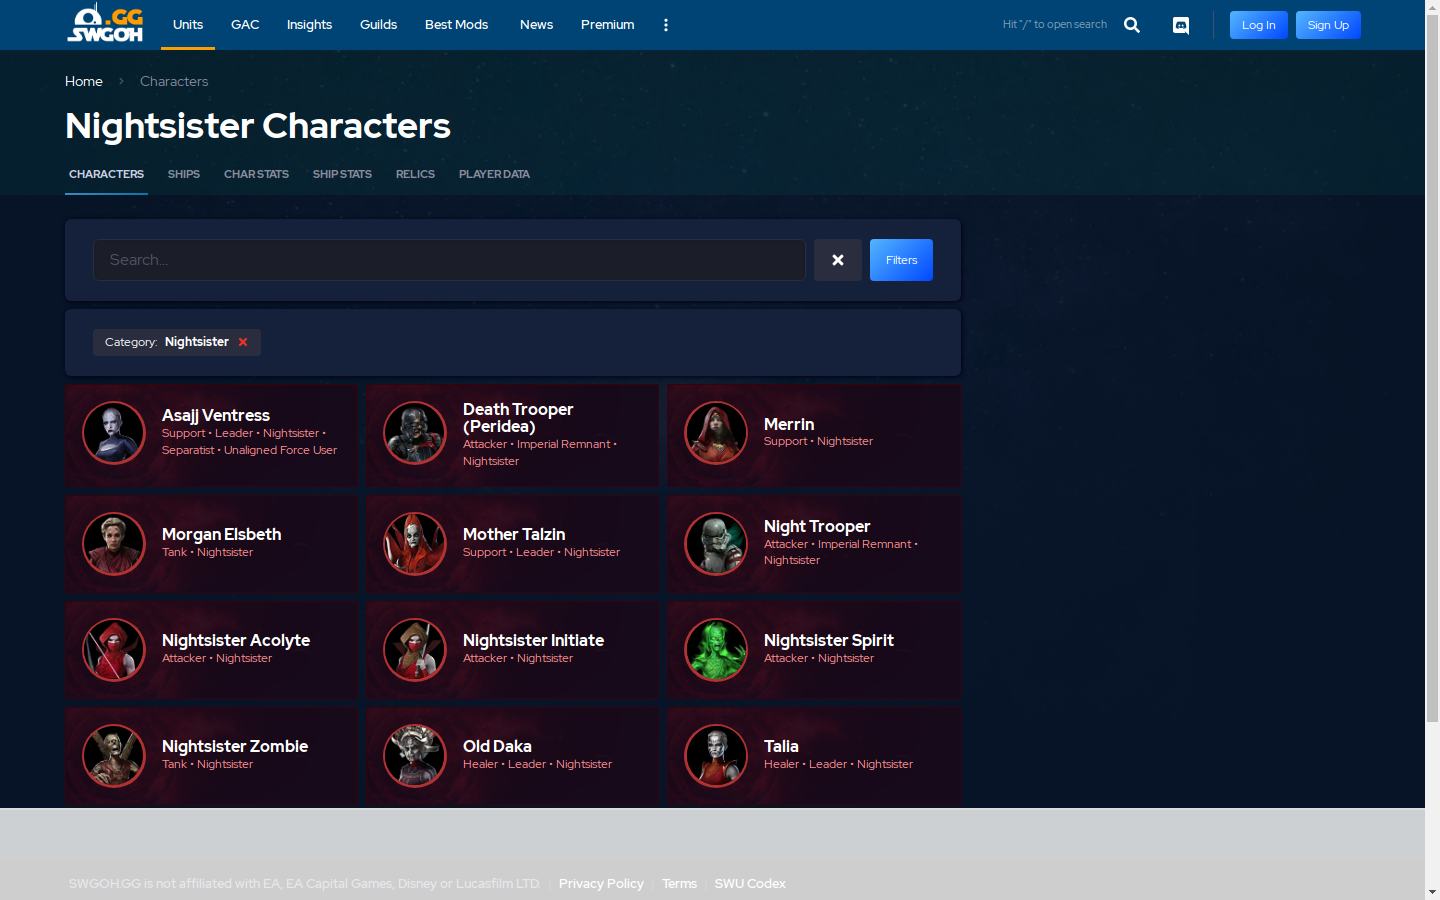 .GG
SWGOH
Units
GAC
Insights
Guilds
Best Mods
News
Premium
Hit "/" to open search
Log In
Sign Up
Home
Characters
Nightsister Characters
CHARACTERS
SHIPS
CHAR STATS
SHIP STATS
RELICS
PLAYER DATA
Search...
Filters
Category: Nightsister
Asajj Ventress
Support • Leader • Nightsister •
Separatist • Unaligned Force User
Death Trooper
(Peridea)
Attacker • Imperial Remnant •
Nightsister
Merrin
Support • Nightsister
Morgan Elsbeth
Tank • Nightsister
Mother Talzin
Support • Leader • Nightsister
Night Trooper
Attacker • Imperial Remnant •
Nightsister
Nightsister Acolyte
Attacker • Nightsister
Nightsister Initiate
Attacker • Nightsister
Nightsister Spirit
Attacker • Nightsister
Nightsister Zombie
Tank • Nightsister
Old Daka
Healer • Leader • Nightsister
Talia
Healer • Leader • Nightsister
SWGOH.GG is not affiliated with EA, EA Capital Games, Disney or Lucasfilm LTD. | Privacy Policy | Terms | SWU Codex